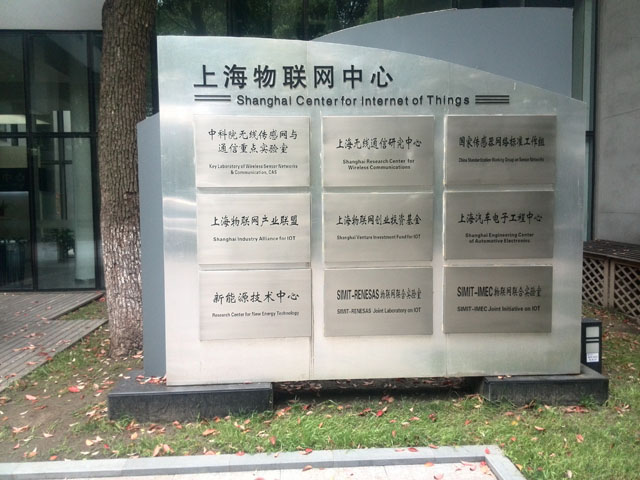 上海物联网中心
Shanghai Center for Internet of Things
中科院无线传感网与
通信重点实验室
Key Laboratory of Wireless Sensor Networks
& Communication, CAS
上海无线通信研究中心
Shanghai Research Center for
Wireless Communications
国家传感器网络标准工作组
China Standardization Working Group on Sensor Networks
上海物联网产业联盟
Shanghai Industry Alliance for IOT
上海物联网创业投资基金
Shanghai Venture Investment Fund for IOT
上海汽车电子工程中心
Shanghai Engineering Center
of Automotive Electronics
新能源技术中心
Research Center for New Energy Technology
SIMIT-RENESAS物联网联合实验室
SIMIT-RENESAS Joint Laboratory on IOT
SIMIT-IMEC物联网联合实验室
SIMIT-IMEC Joint Initiative on IOT